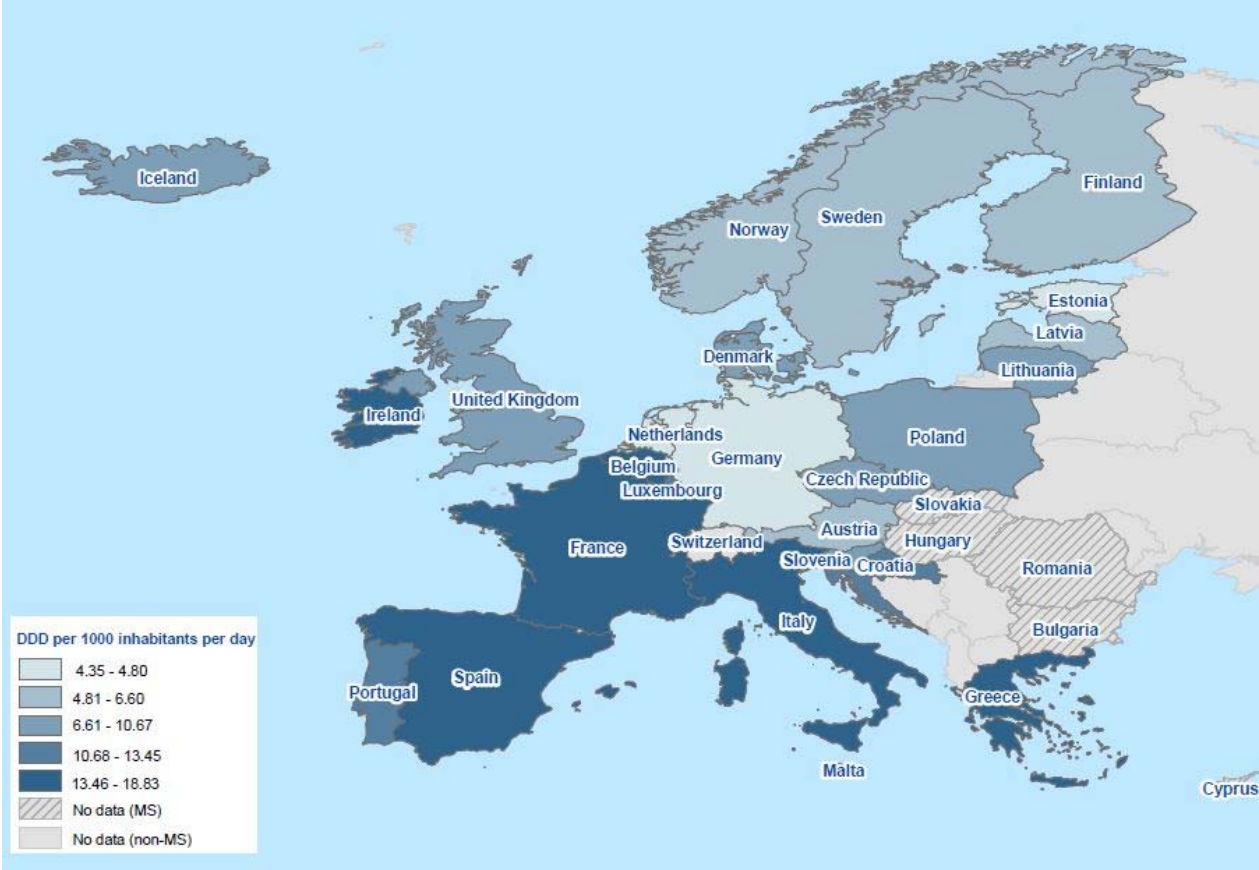 Iceland
Finland
Norway
Sweden
Estonia
Latvia
Denmark
Lithuania
United Kingdom
Ireland
Netherlands
Poland
Germany
Belgium
Czech Republic
Luxembourg
Slovakia
Austria
Switzerland
Hungary
France
Slovenia
Croatia
Romania
Italy
Bulgaria
Spain
Portugal
Greece
Malta
Cyprus
DDD per 1000 inhabitants per day
4.35 - 4.80
4.81 - 6.60
6.61 - 10.67
10.68 - 13.45
13.46 - 18.83
No data (MS)
No data (non-MS)